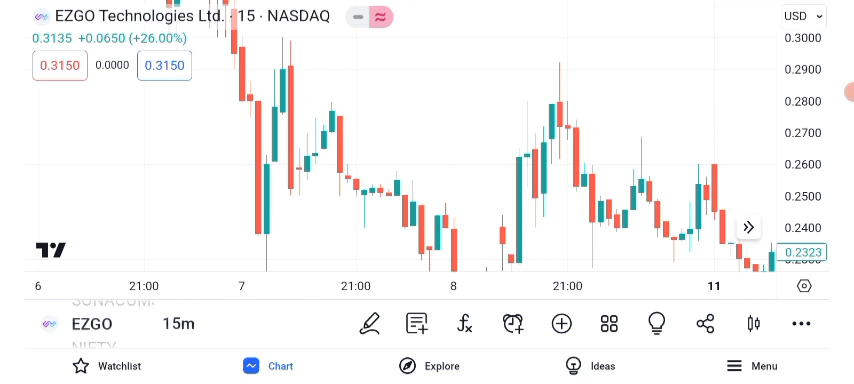 EZGO Technologies Ltd. · 15 · NASDAQ
USD
0.3135 +0.0650 (+26.00%)
0.3150 0.0000 0.3150
0.3000
0.2900
0.2800
0.2700
0.2600
0.2500
0.2400
0.2323
6 21:00 7 21:00 8 21:00 11
EZGO 15m
NIFTY
Watchlist Chart Explore Ideas Menu